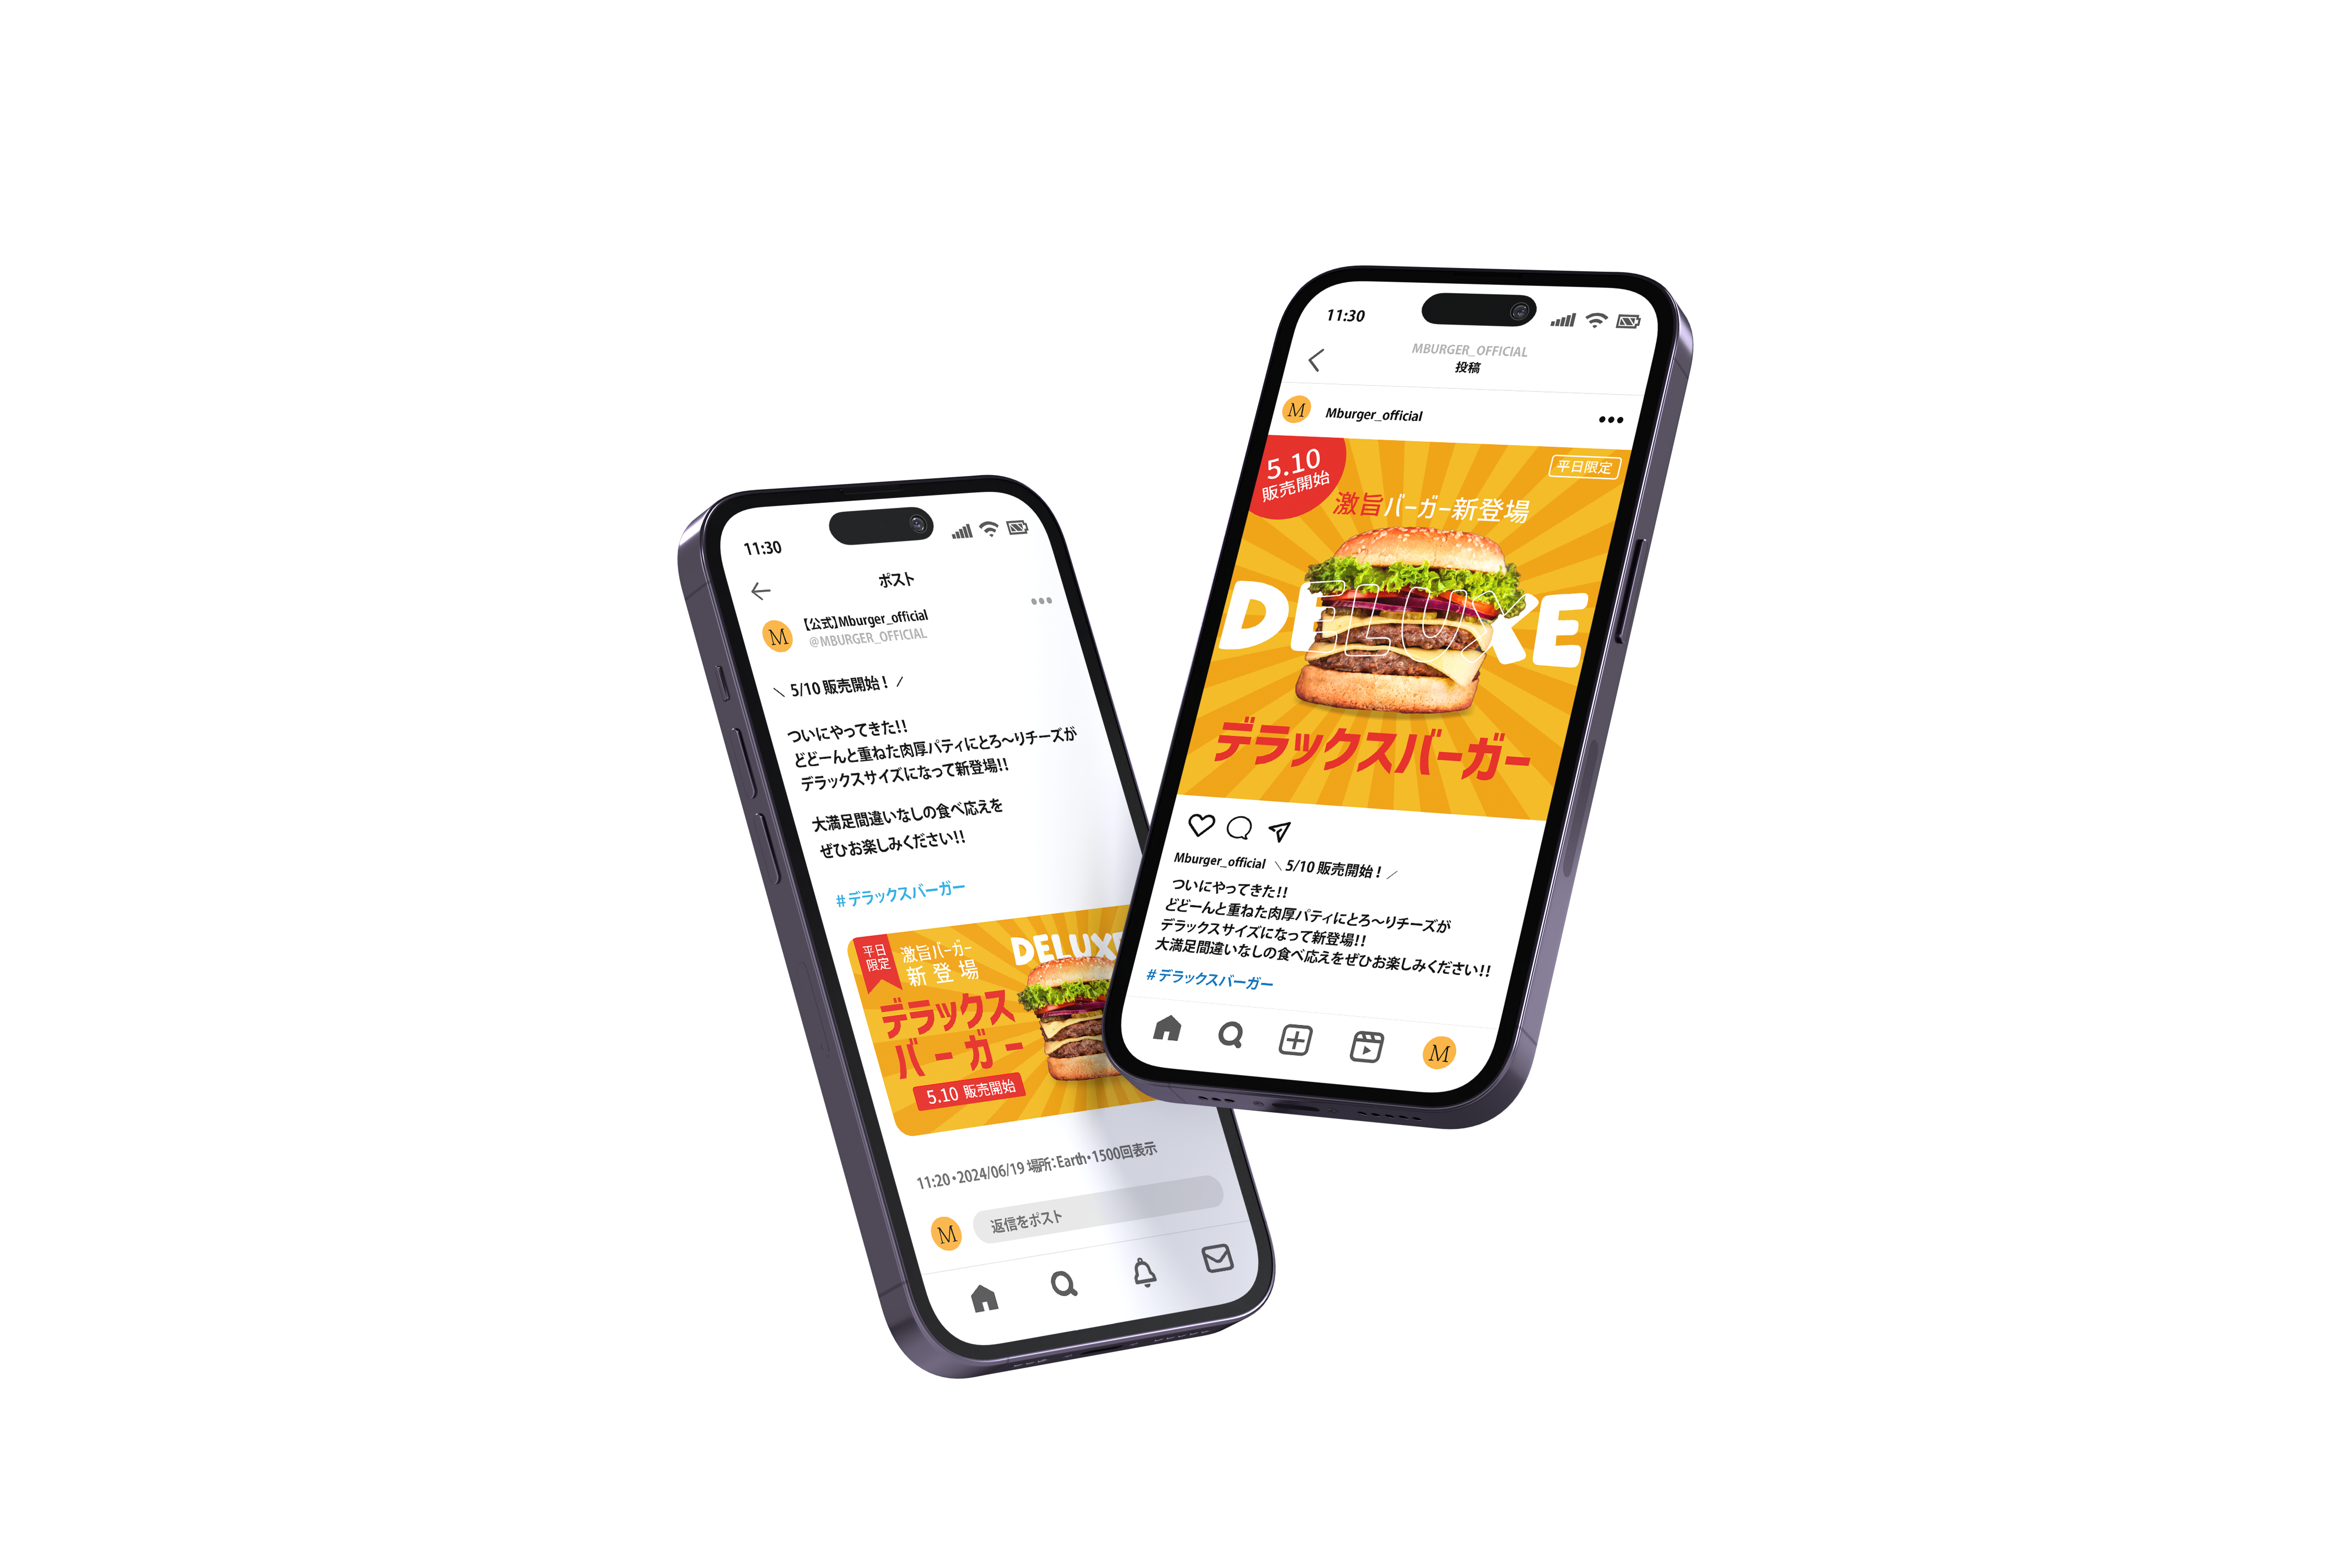 11:30
ポスト
M
【公式】Mburger_official
@MBURGER_OFFICIAL
＼ 5/10 販売開始！ ／
ついにやってきた!!
どどーんと重ねた肉厚パティにとろ〜りチーズが
デラックスサイズになって新登場!!
大満足間違いなしの食べ応えを
ぜひお楽しみください!!
#デラックスバーガー
平日
限定
激旨バーガー
新登場
DELUXE
デラックス
バーガー
5.10 販売開始
11:20・2024/06/19 場所：Earth・1500回表示
M
返信をポスト
11:30
MBURGER_OFFICIAL
投稿
M
Mburger_official
5.10
販売開始
平日限定
激旨バーガー新登場
DELUXE
デラックスバーガー
Mburger_official ＼ 5/10 販売開始！ ／
ついにやってきた!!
どどーんと重ねた肉厚パティにとろ〜りチーズが
デラックスサイズになって新登場!!
大満足間違いなしの食べ応えをぜひお楽しみください!!
#デラックスバーガー
M